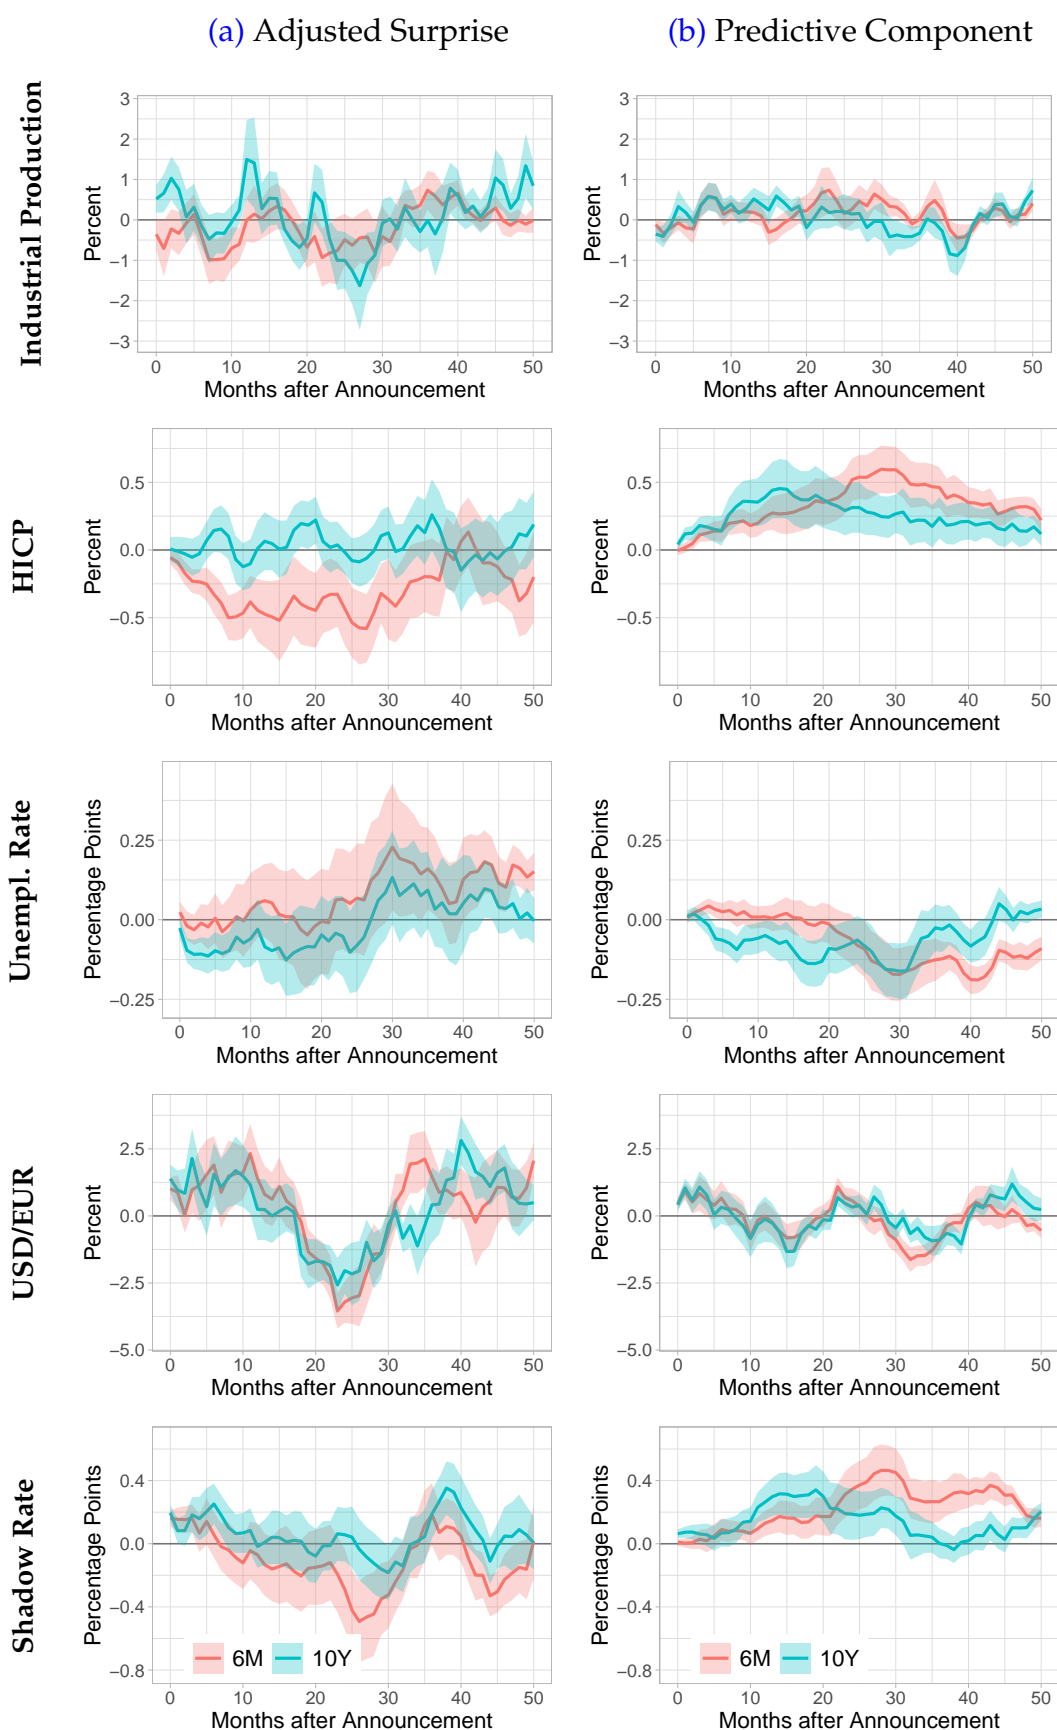 (a) Adjusted Surprise
(b) Predictive Component
Industrial Production
Percent
3
2
1
0
−1
−2
−3
0 10 20 30 40 50
Months after Announcement
Percent
3
2
1
0
−1
−2
−3
0 10 20 30 40 50
Months after Announcement
HICP
Percent
0.5
0.0
−0.5
0 10 20 30 40 50
Months after Announcement
Percent
0.5
0.0
−0.5
0 10 20 30 40 50
Months after Announcement
Unempl. Rate
Percentage Points
0.25
0.00
−0.25
0 10 20 30 40 50
Months after Announcement
Percentage Points
0.25
0.00
−0.25
0 10 20 30 40 50
Months after Announcement
USD/EUR
Percent
2.5
0.0
−2.5
−5.0
0 10 20 30 40 50
Months after Announcement
Percent
2.5
0.0
−2.5
−5.0
0 10 20 30 40 50
Months after Announcement
Shadow Rate
Percentage Points
0.4
0.0
−0.4
−0.8
6M 10Y
0 10 20 30 40 50
Months after Announcement
Percentage Points
0.4
0.0
−0.4
−0.8
6M 10Y
0 10 20 30 40 50
Months after Announcement